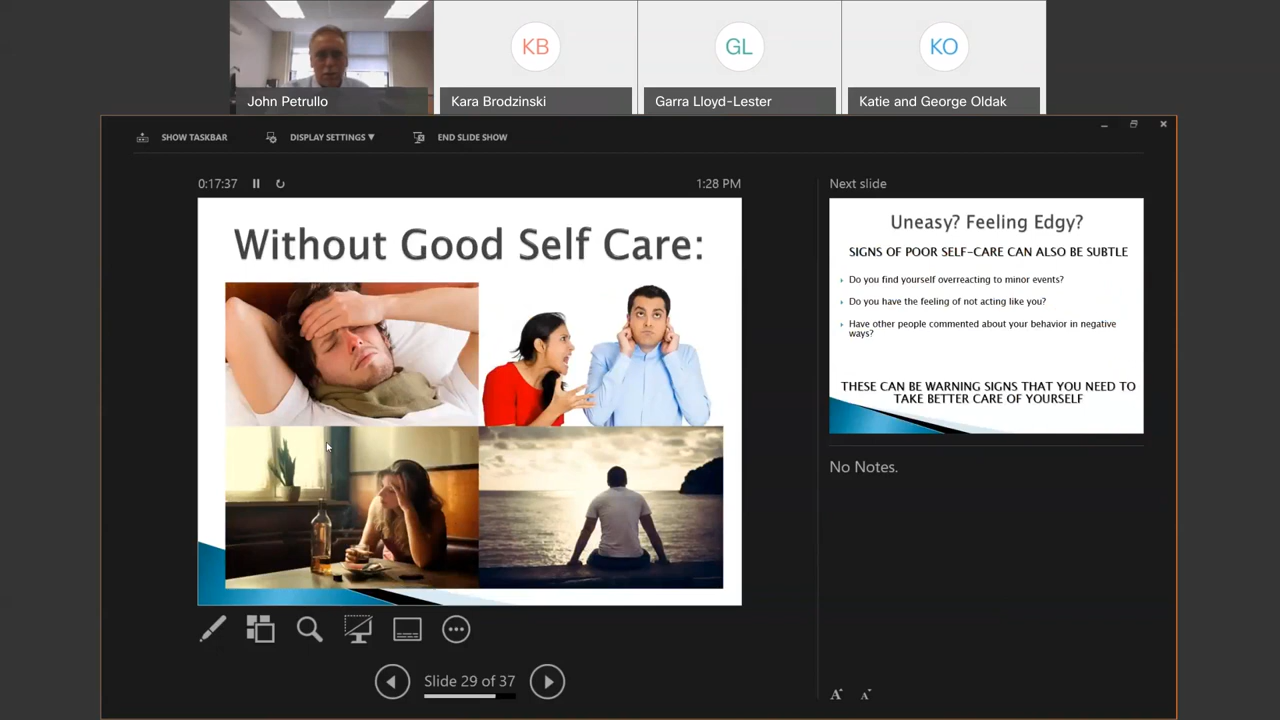 KB
GL
KO
John Petrullo
Kara Brodzinski
Garra Lloyd-Lester
Katie and George Oldak
SHOW TASKBAR
DISPLAY SETTINGS ▼
END SLIDE SHOW
0:17:37
1:28 PM
Without Good Self Care:
Slide 29 of 37
Next slide
Uneasy? Feeling Edgy?
SIGNS OF POOR SELF-CARE CAN ALSO BE SUBTLE
Do you find yourself overreacting to minor events?
Do you have the feeling of not acting like you?
Have other people commented about your behavior in negative
ways?
THESE CAN BE WARNING SIGNS THAT YOU NEED TO
TAKE BETTER CARE OF YOURSELF
No Notes.
A A